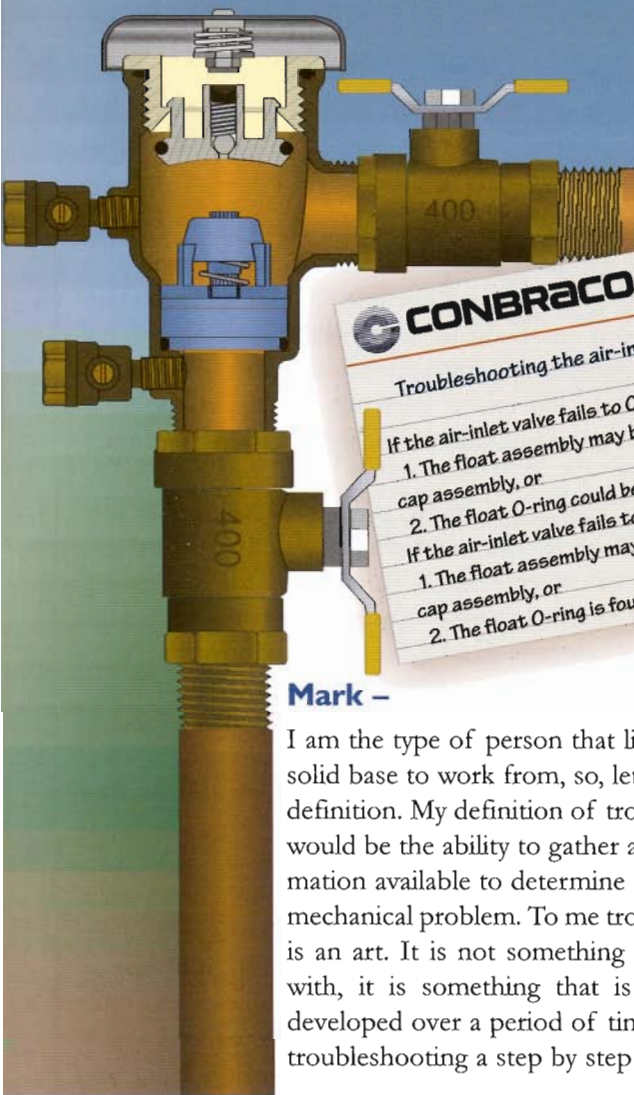 400
CONBRACO
Troubleshooting the air-in
If the air-inlet valve fails to O
1. The float assembly may b
cap assembly, or
2. The float O-ring could be
If the air-inlet valve fails to
1. The float assembly may
cap assembly, or
2. The float O-ring is fou
400
Mark –
I am the type of person that li
solid base to work from, so, let
definition. My definition of tro
would be the ability to gather a
mation available to determine
mechanical problem. To me tro
is an art. It is not something
with, it is something that is
developed over a period of tim
troubleshooting a step by step